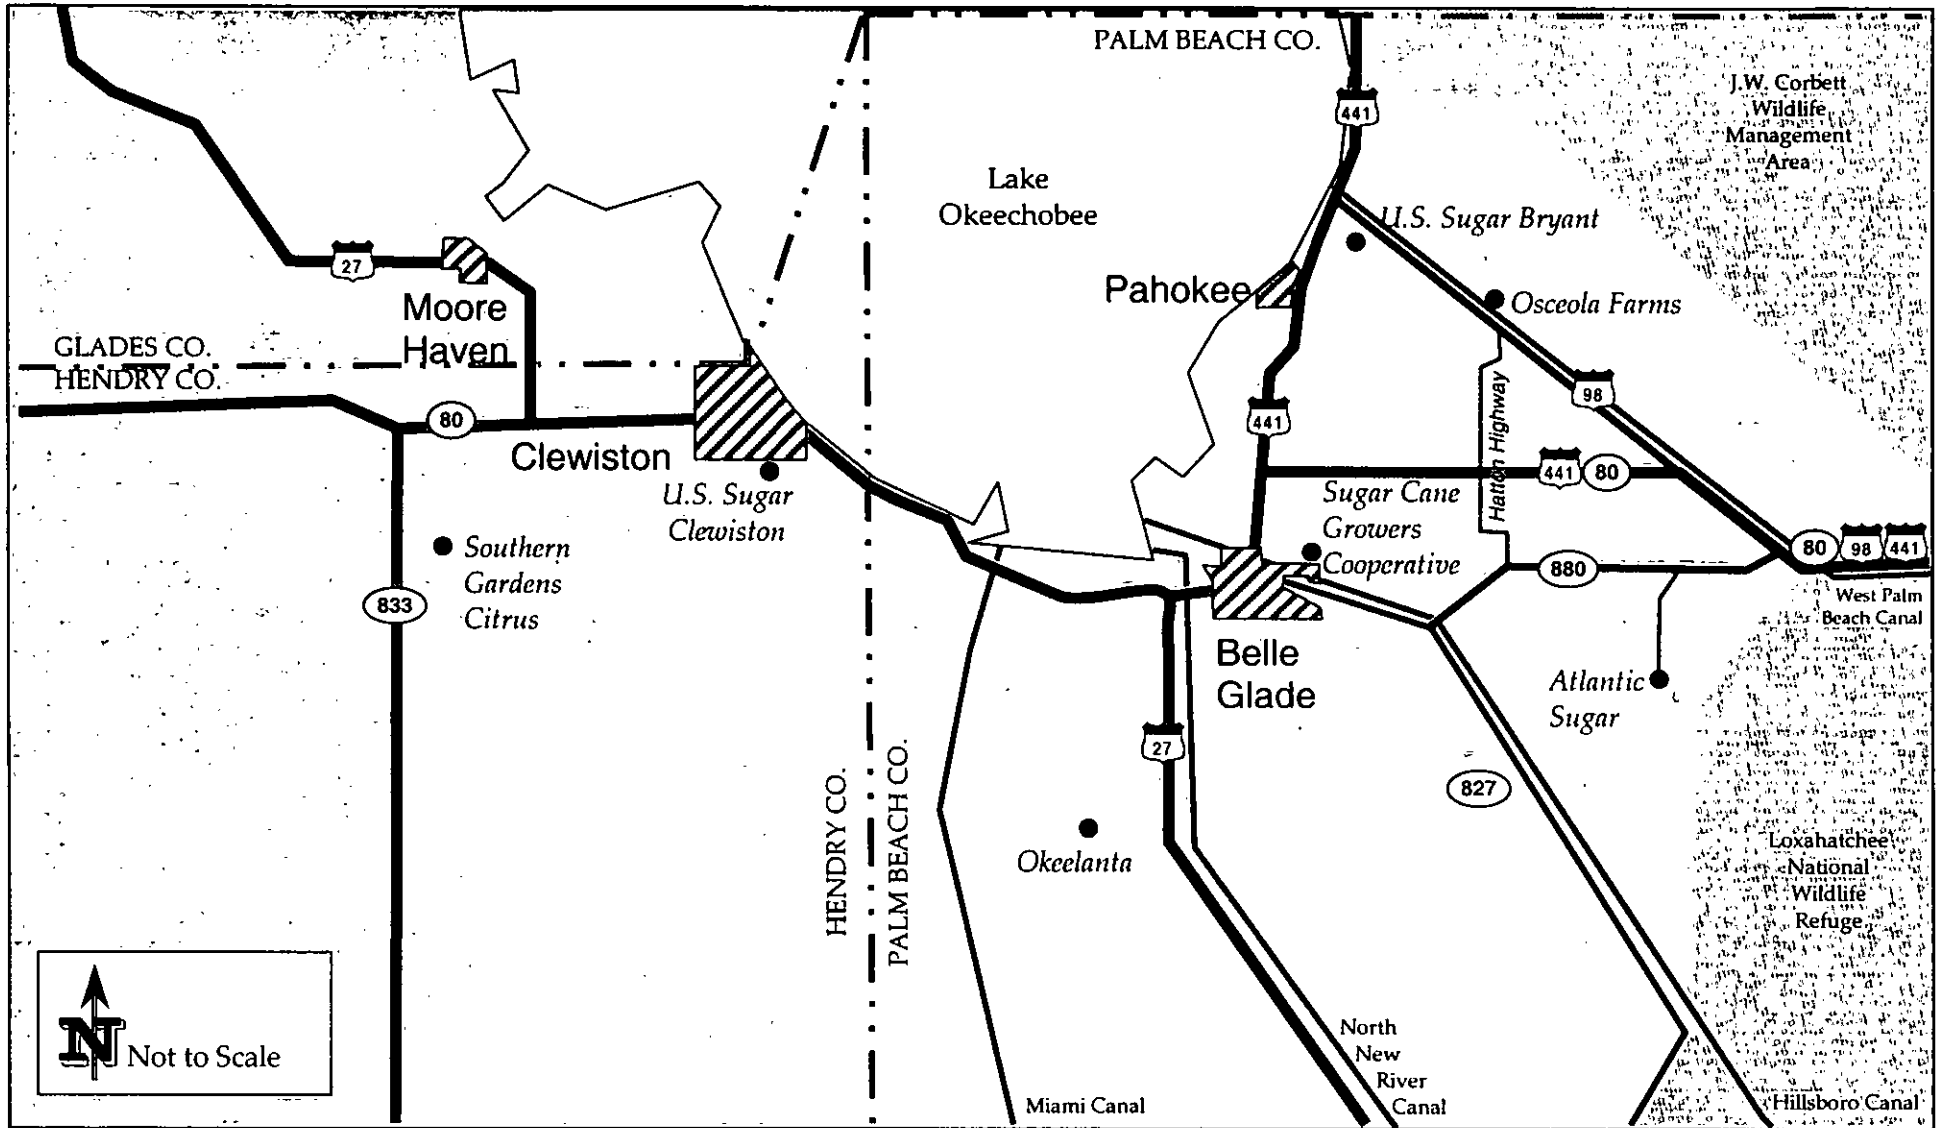 PALM BEACH CO.
J.W. Corbett
Wildlife
Management
Area
441
Lake
Okeechobee
U.S. Sugar Bryant
27
Moore
Haven
Pahokee
Osceola Farms
GLADES CO.
HENDRY CO.
98
80
441
Hatton Highway
Clewiston
441
80
U.S. Sugar
Clewiston
Sugar Cane
Growers
Cooperative
Southern
Gardens
Citrus
80
98
441
880
833
West Palm
Beach Canal
Belle
Glade
Atlantic
Sugar
27
827
HENDRY CO.
PALM BEACH CO.
Okeelanta
Loxahatchee
National
Wildlife
Refuge
N
Not to Scale
North
New
River
Canal
Miami Canal
Hillsboro Canal